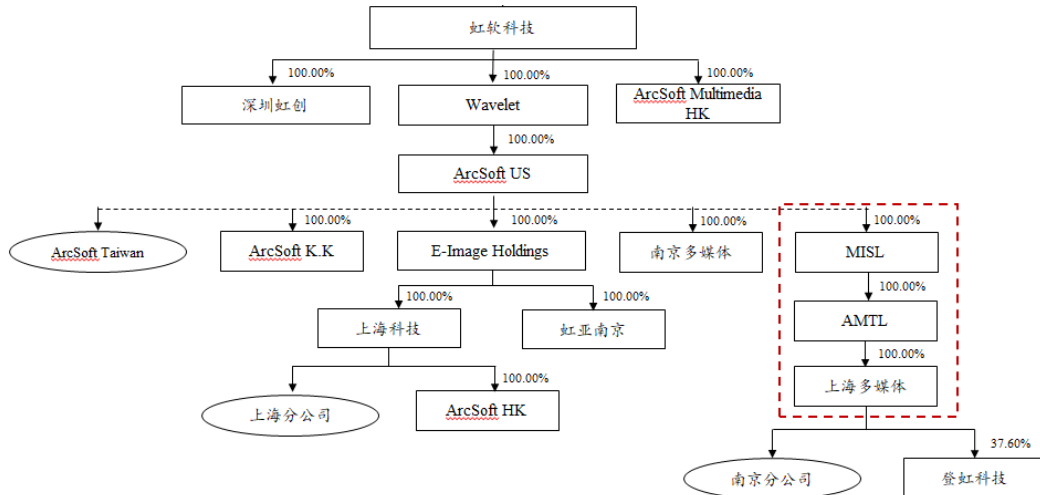 虹软科技
100.00%
100.00%
100.00%
深圳虹创
Wavelet
ArcSoft Multimedia
HK
100.00%
ArcSoft US
100.00%
100.00%
100.00%
100.00%
ArcSoft Taiwan
ArcSoft K.K
E-Image Holdings
南京多媒体
MISL
100.00%
100.00%
100.00%
上海科技
虹亚南京
AMTL
100.00%
100.00%
上海分公司
ArcSoft HK
上海多媒体
37.60%
南京分公司
登虹科技